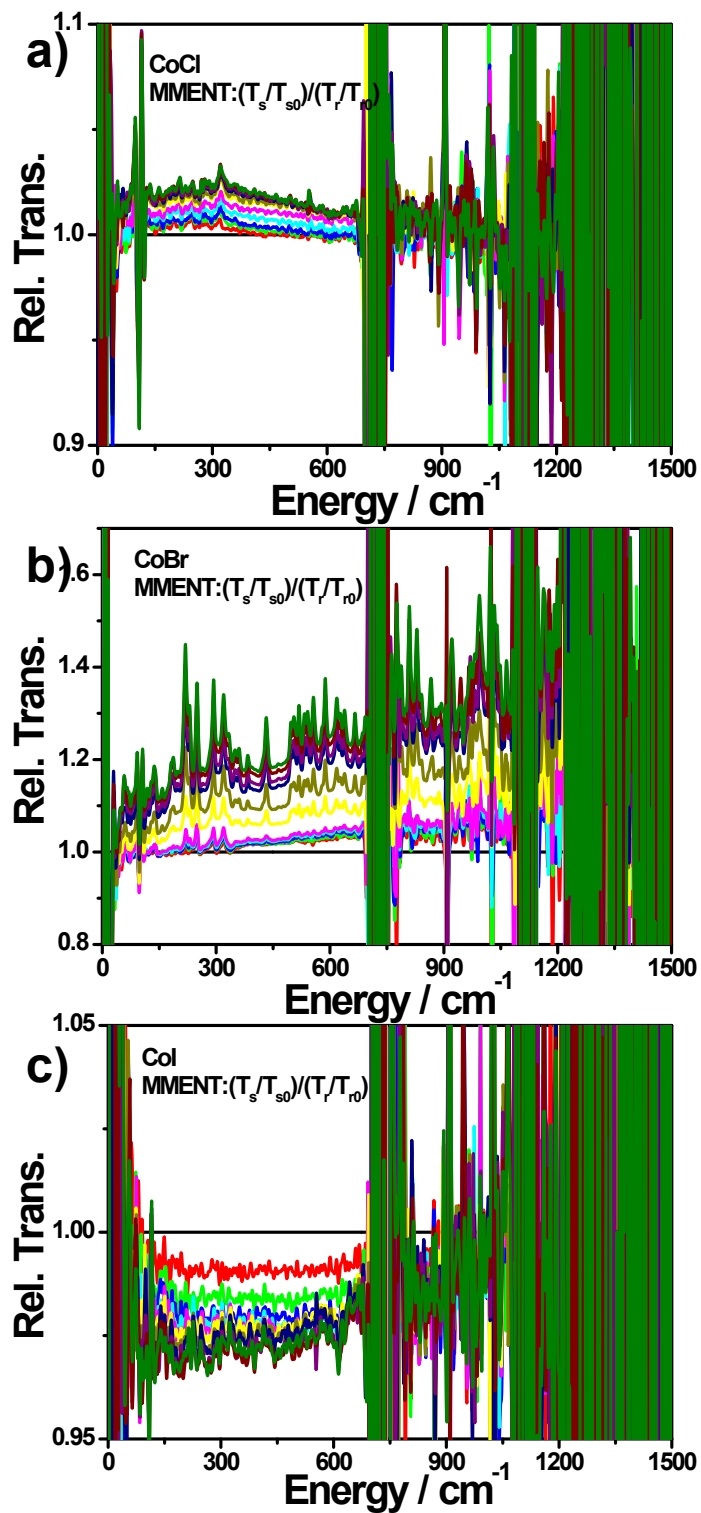 a)
CoCl
MMENT:(Ts/Ts0)/(Tr/Tr0)
Rel. Trans.
1.1
1.0
0.9
0 300 600 900 1200 1500
Energy / cm-1
b)
CoBr
MMENT:(Ts/Ts0)/(Tr/Tr0)
Rel. Trans.
1.6
1.4
1.2
1.0
0.8
0 300 600 900 1200 1500
Energy / cm-1
c)
CoI
MMENT:(Ts/Ts0)/(Tr/Tr0)
Rel. Trans.
1.05
1.00
0.95
0 300 600 900 1200 1500
Energy / cm-1